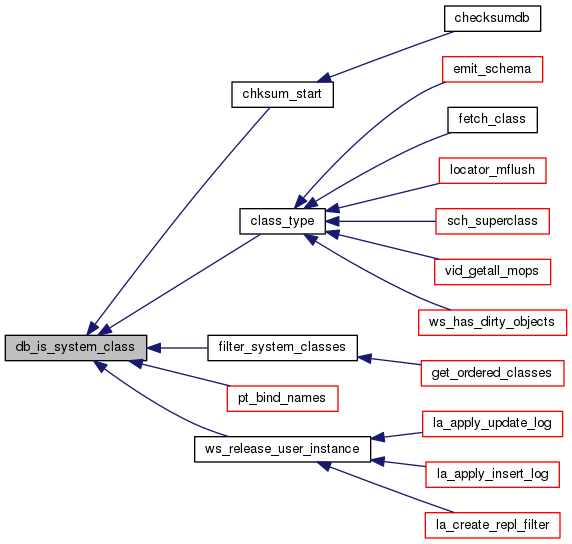 checksumdb
emit_schema
chksum_start
fetch_class
locator_mflush
class_type
sch_superclass
vid_getall_mops
ws_has_dirty_objects
db_is_system_class
filter_system_classes
get_ordered_classes
pt_bind_names
la_apply_update_log
ws_release_user_instance
la_apply_insert_log
la_create_repl_filter